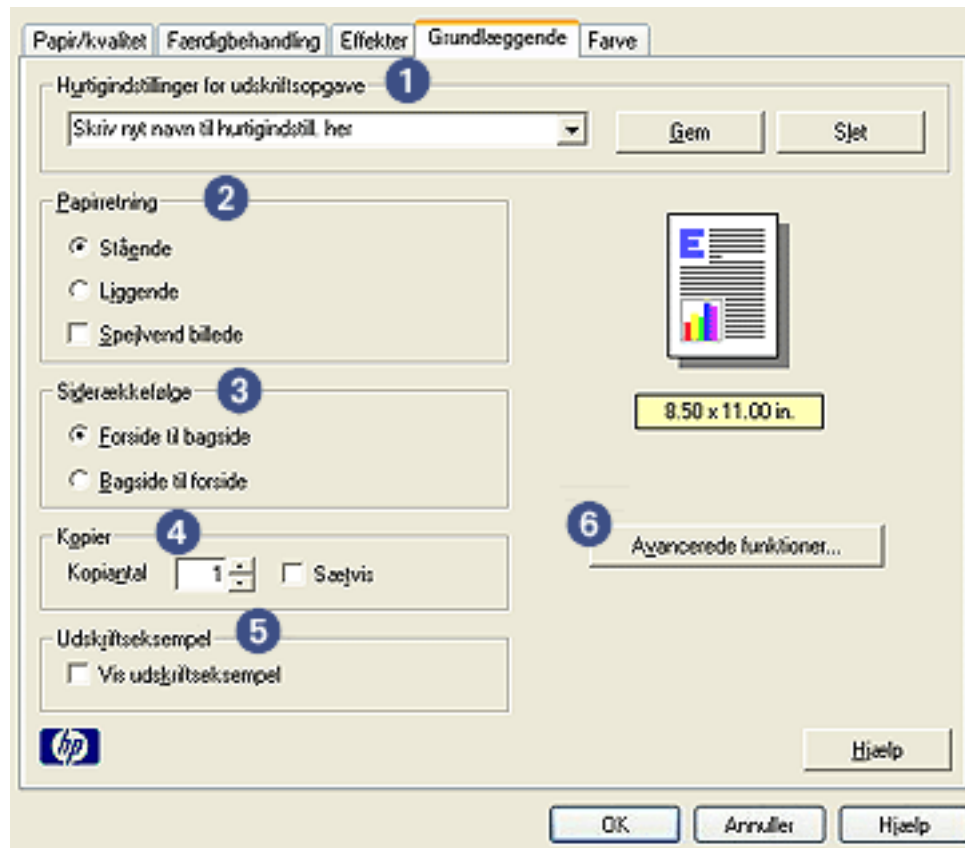 Papir/kvalitet Færdigbehandling Effekter Grundlæggende Farve
Hurtigindstillinger for udskriftsopgave 1
Skriv nyt navn til hurtigindstill. her Gem Slet
Papirretning 2
Stående
Liggende
Spejlvend billede
E
8.50 x 11.00 in.
Siderækkefølge 3
Forside til bagside
Bagside til forside
Kopier 4
Kopiantal 1 Sætvis
6 Avancerede funktioner...
Udskriftseksempel 5
Vis udskriftseksempel
hp
Hjælp
OK Annuller Hjælp